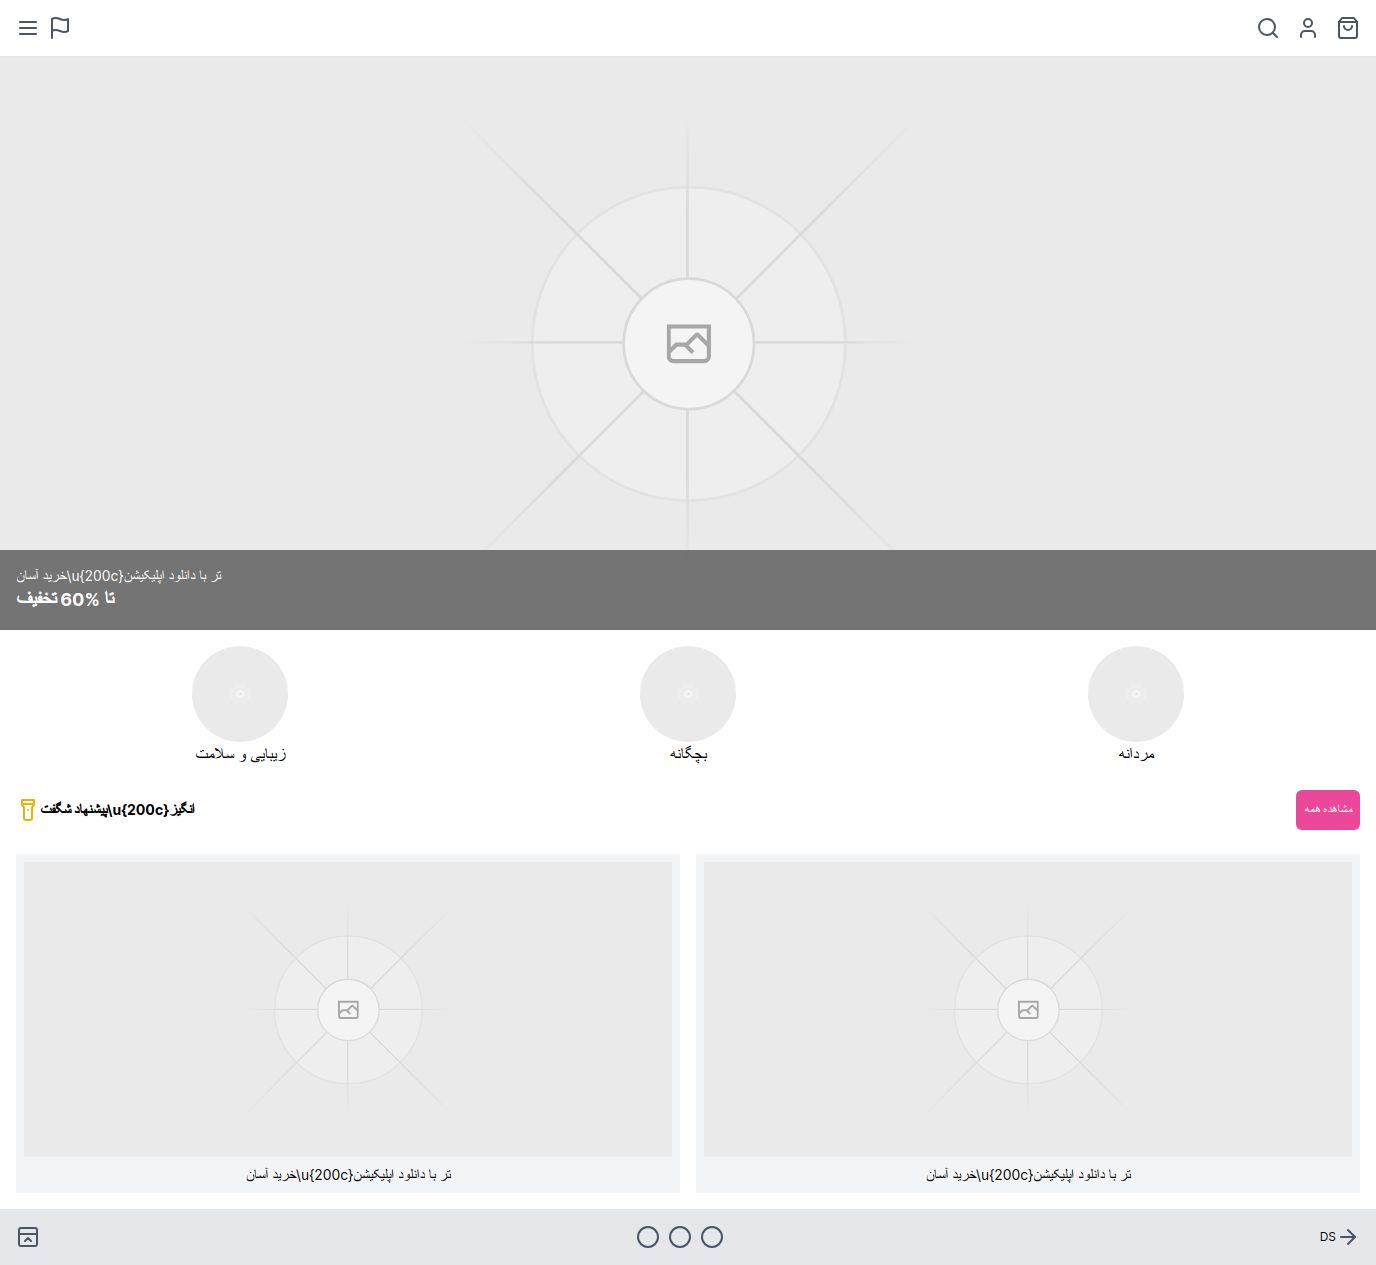 خرید آسان\u{200c}تر با دانلود اپلیکیشن
تا 60% تخفیف
زیبایی و سلامت
بچگانه
مردانه
پیشنهاد شگفت\u{200c}انگیز
مشاهده همه
خرید آسان\u{200c}تر با دانلود اپلیکیشن
خرید آسان\u{200c}تر با دانلود اپلیکیشن
DS